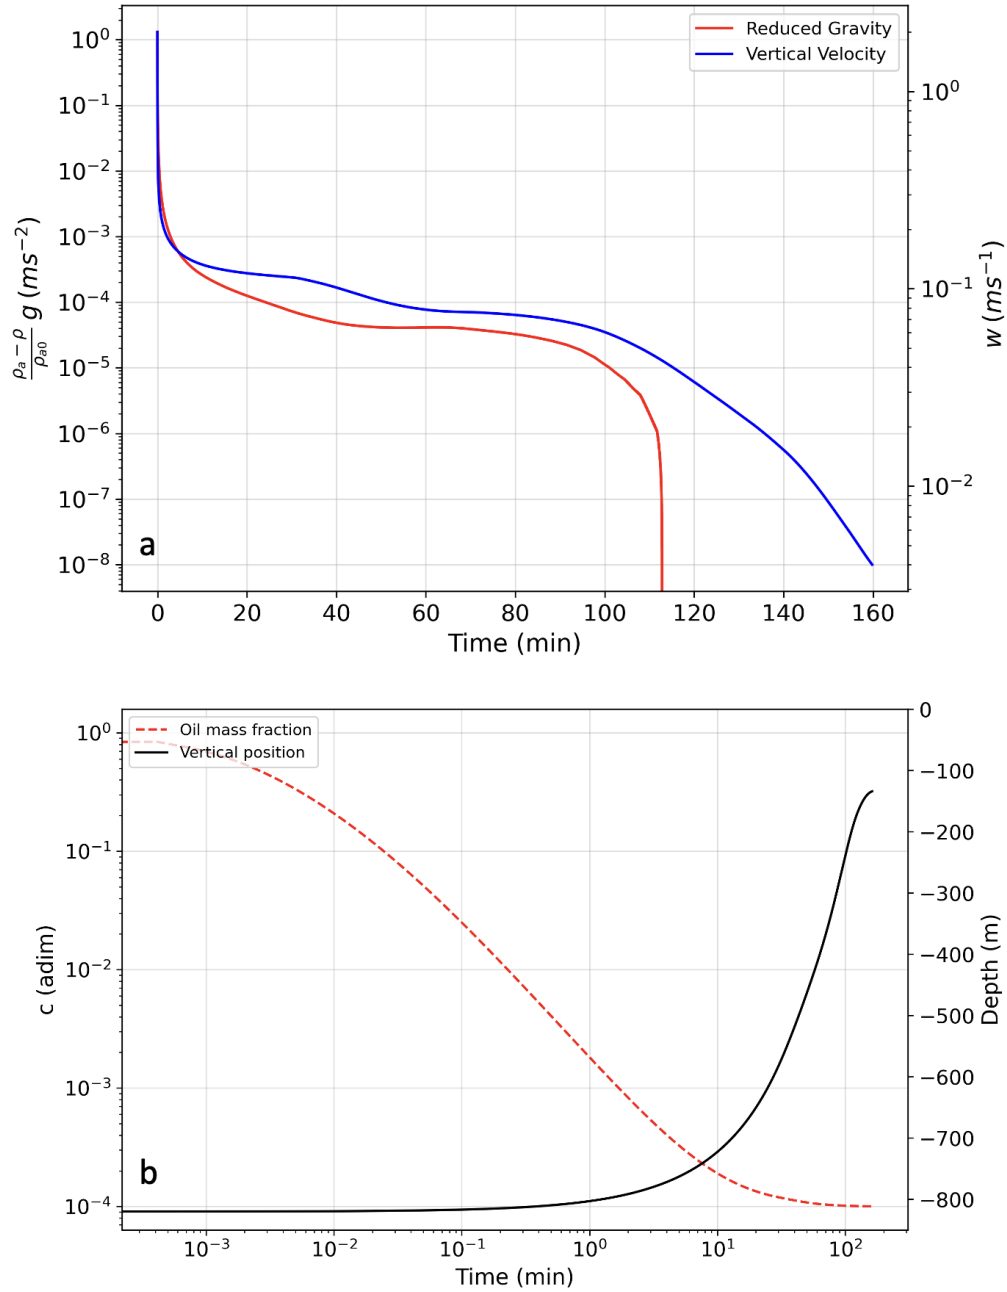 Reduced Gravity
Vertical Velocity
10⁰
10⁻¹
10⁻²
10⁻³
10⁻⁴
10⁻⁵
10⁻⁶
10⁻⁷
10⁻⁸
(ρₐ − ρ)/ρₐ₀ g (ms⁻²)
10⁰
10⁻¹
10⁻²
w (ms⁻¹)
a
0 20 40 60 80 100 120 140 160
Time (min)
Oil mass fraction
Vertical position
10⁰
10⁻¹
10⁻²
10⁻³
10⁻⁴
c (adim)
0
−100
−200
−300
−400
−500
−600
−700
−800
Depth (m)
b
10⁻³ 10⁻² 10⁻¹ 10⁰ 10¹ 10²
Time (min)